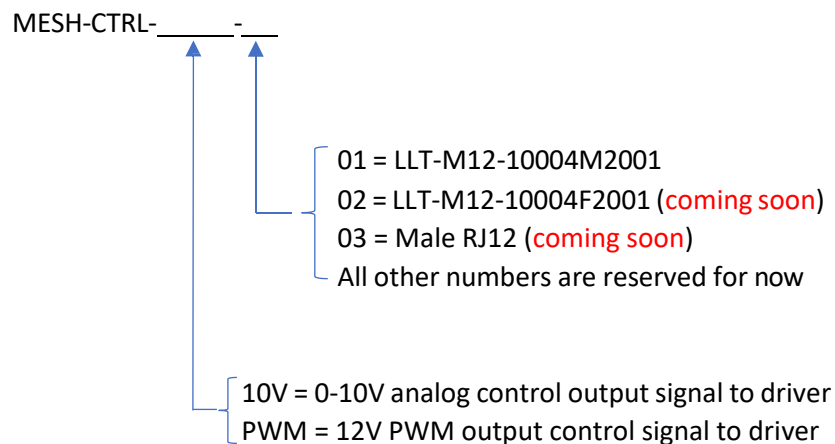 MESH-CTRL-_____-__
01 = LLT-M12-10004M2001
02 = LLT-M12-10004F2001 (coming soon)
03 = Male RJ12 (coming soon)
All other numbers are reserved for now
10V = 0-10V analog control output signal to driver
PWM = 12V PWM output control signal to driver